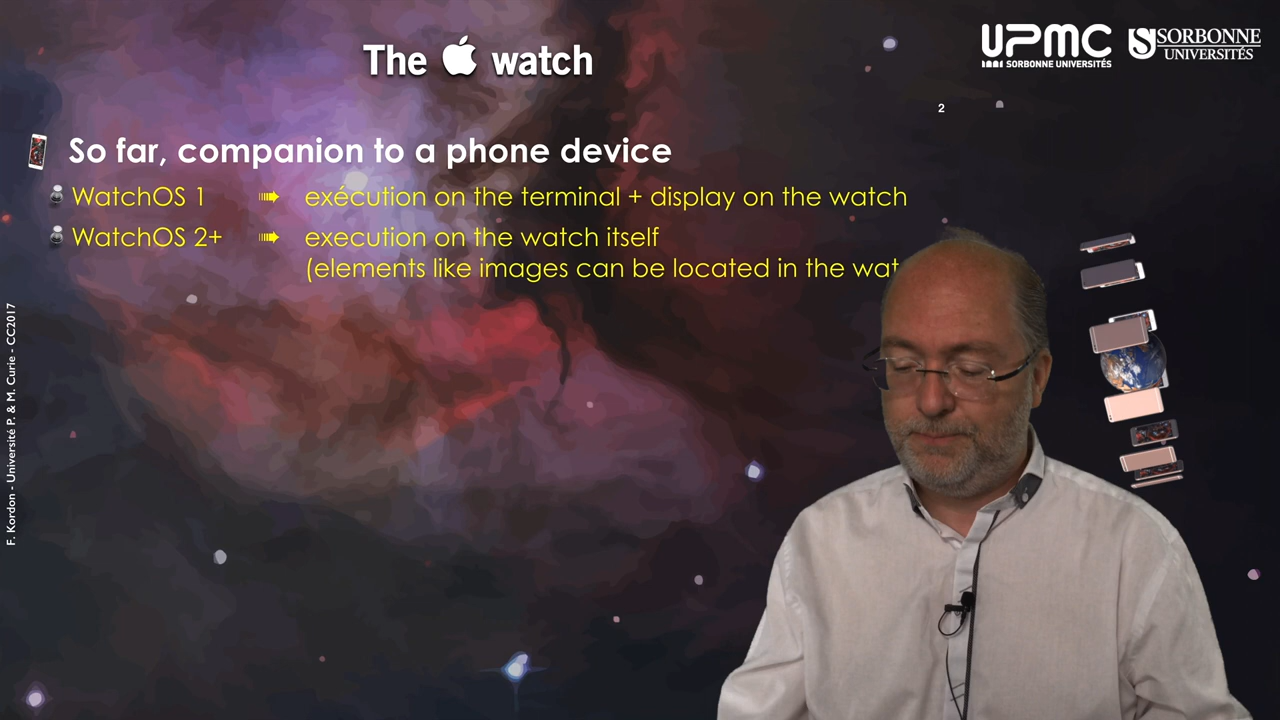 The watch
UPMC
SORBONNE UNIVERSITÉS
SORBONNE
UNIVERSITÉS
2
So far, companion to a phone device
WatchOS 1 ➠ exécution on the terminal + display on the watch
WatchOS 2+ ➠ execution on the watch itself
(elements like images can be located in the
F. Kordon - Université P. & M. Curie - CC2017